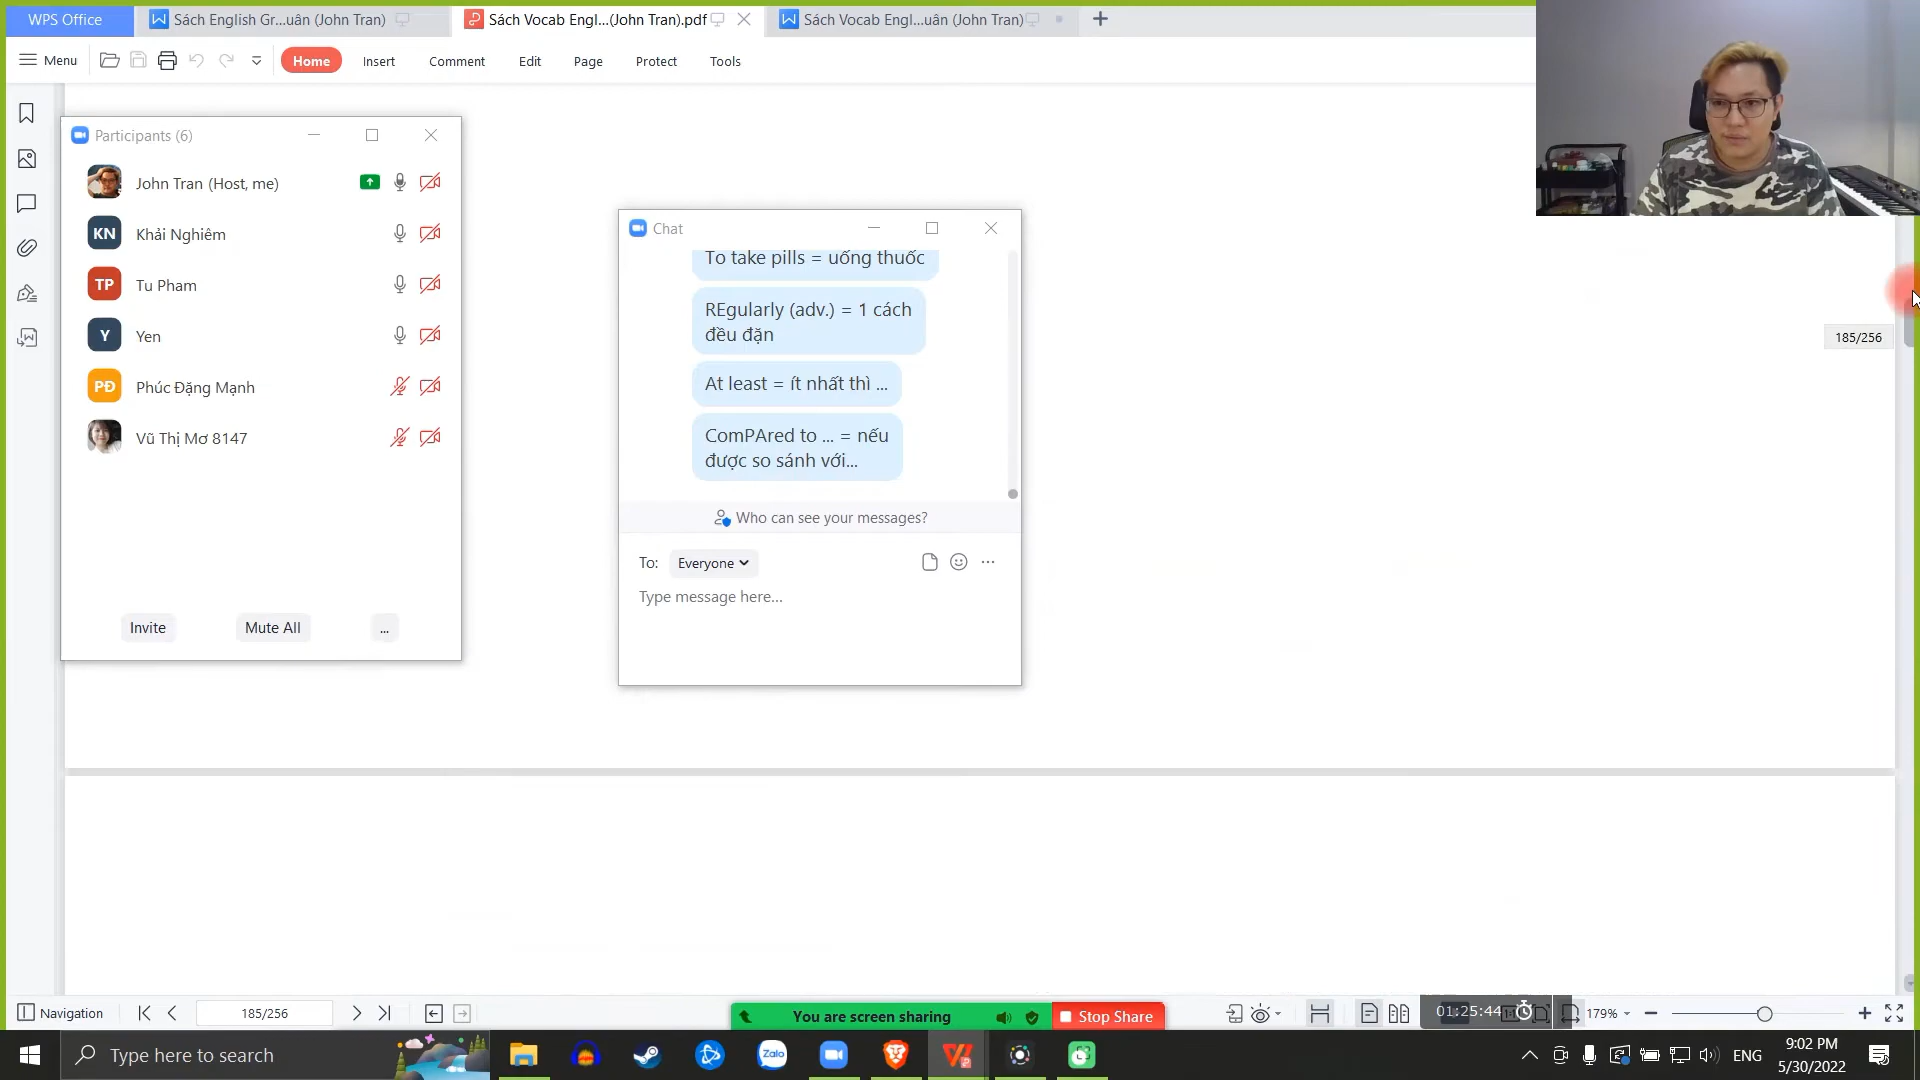 WPS Office
Sách English Gr...uân (John Tran)
Sách Vocab Engl...(John Tran).pdf
Sách Vocab Engl...uân (John Tran)
Menu
Home
Insert
Comment
Edit
Page
Protect
Tools
Participants (6)
John Tran (Host, me)
KN
Khải Nghiêm
TP
Tu Pham
Y
Yen
PĐ
Phúc Đặng Mạnh
Vũ Thị Mơ 8147
Invite
Mute All
...
Chat
To take pills = uống thuốc
REgularly (adv.) = 1 cách
đều đặn
At least = ít nhất thì ...
ComPAred to ... = nếu
được so sánh với...
Who can see your messages?
To:
Everyone
Type message here...
185/256
Navigation
185/256
You are screen sharing
Stop Share
01:25:44
179%
Type here to search
Zalo
ENG
9:02 PM
5/30/2022